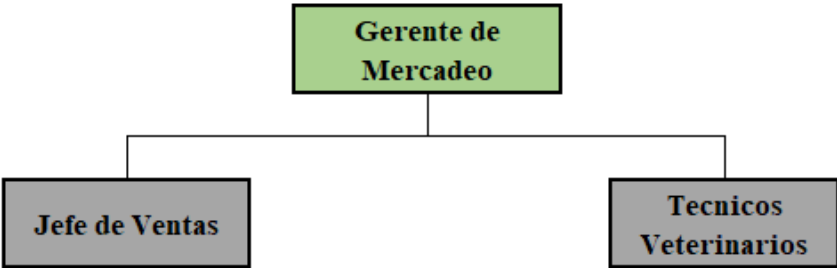 Gerente de
Mercadeo
Jefe de Ventas
Tecnicos
Veterinarios